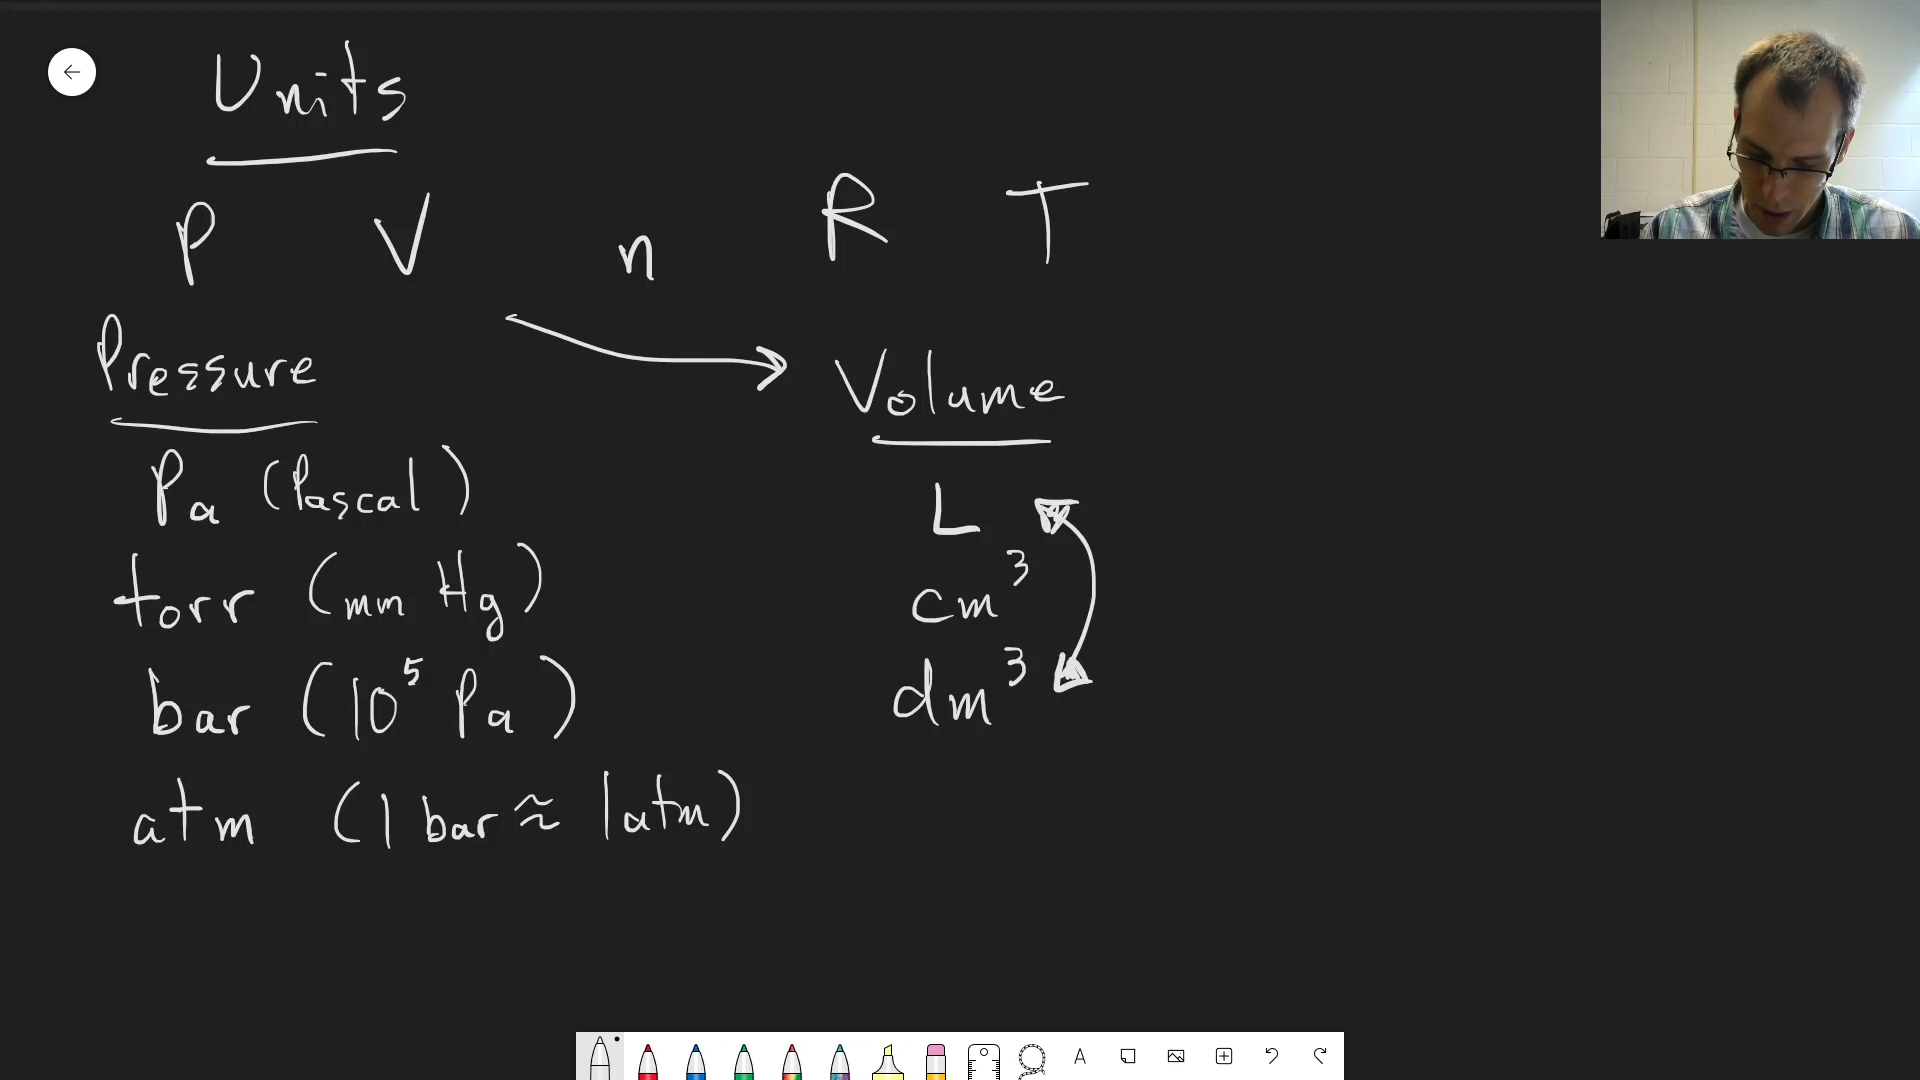 Units
P V n R T
Pressure
Pa (Pascal)
torr (mm Hg)
bar (10⁵ Pa)
atm (1 bar ≈ 1 atm)
Volume
L
cm³
dm³
A